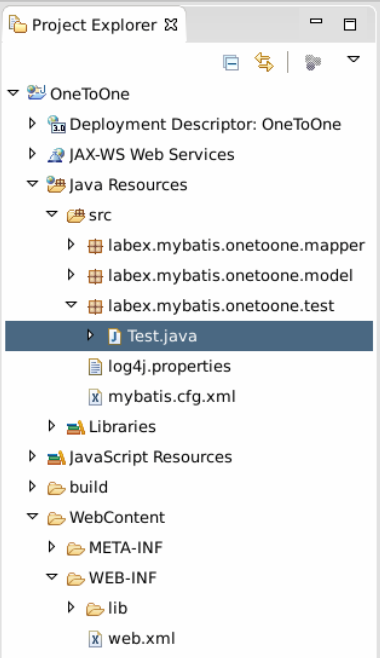 Project Explorer
OneToOne
3.0 Deployment Descriptor: OneToOne
JAX-WS Web Services
Java Resources
src
labex.mybatis.onetoone.mapper
labex.mybatis.onetoone.model
labex.mybatis.onetoone.test
J Test.java
log4j.properties
x mybatis.cfg.xml
Libraries
JavaScript Resources
build
WebContent
META-INF
WEB-INF
lib
x web.xml